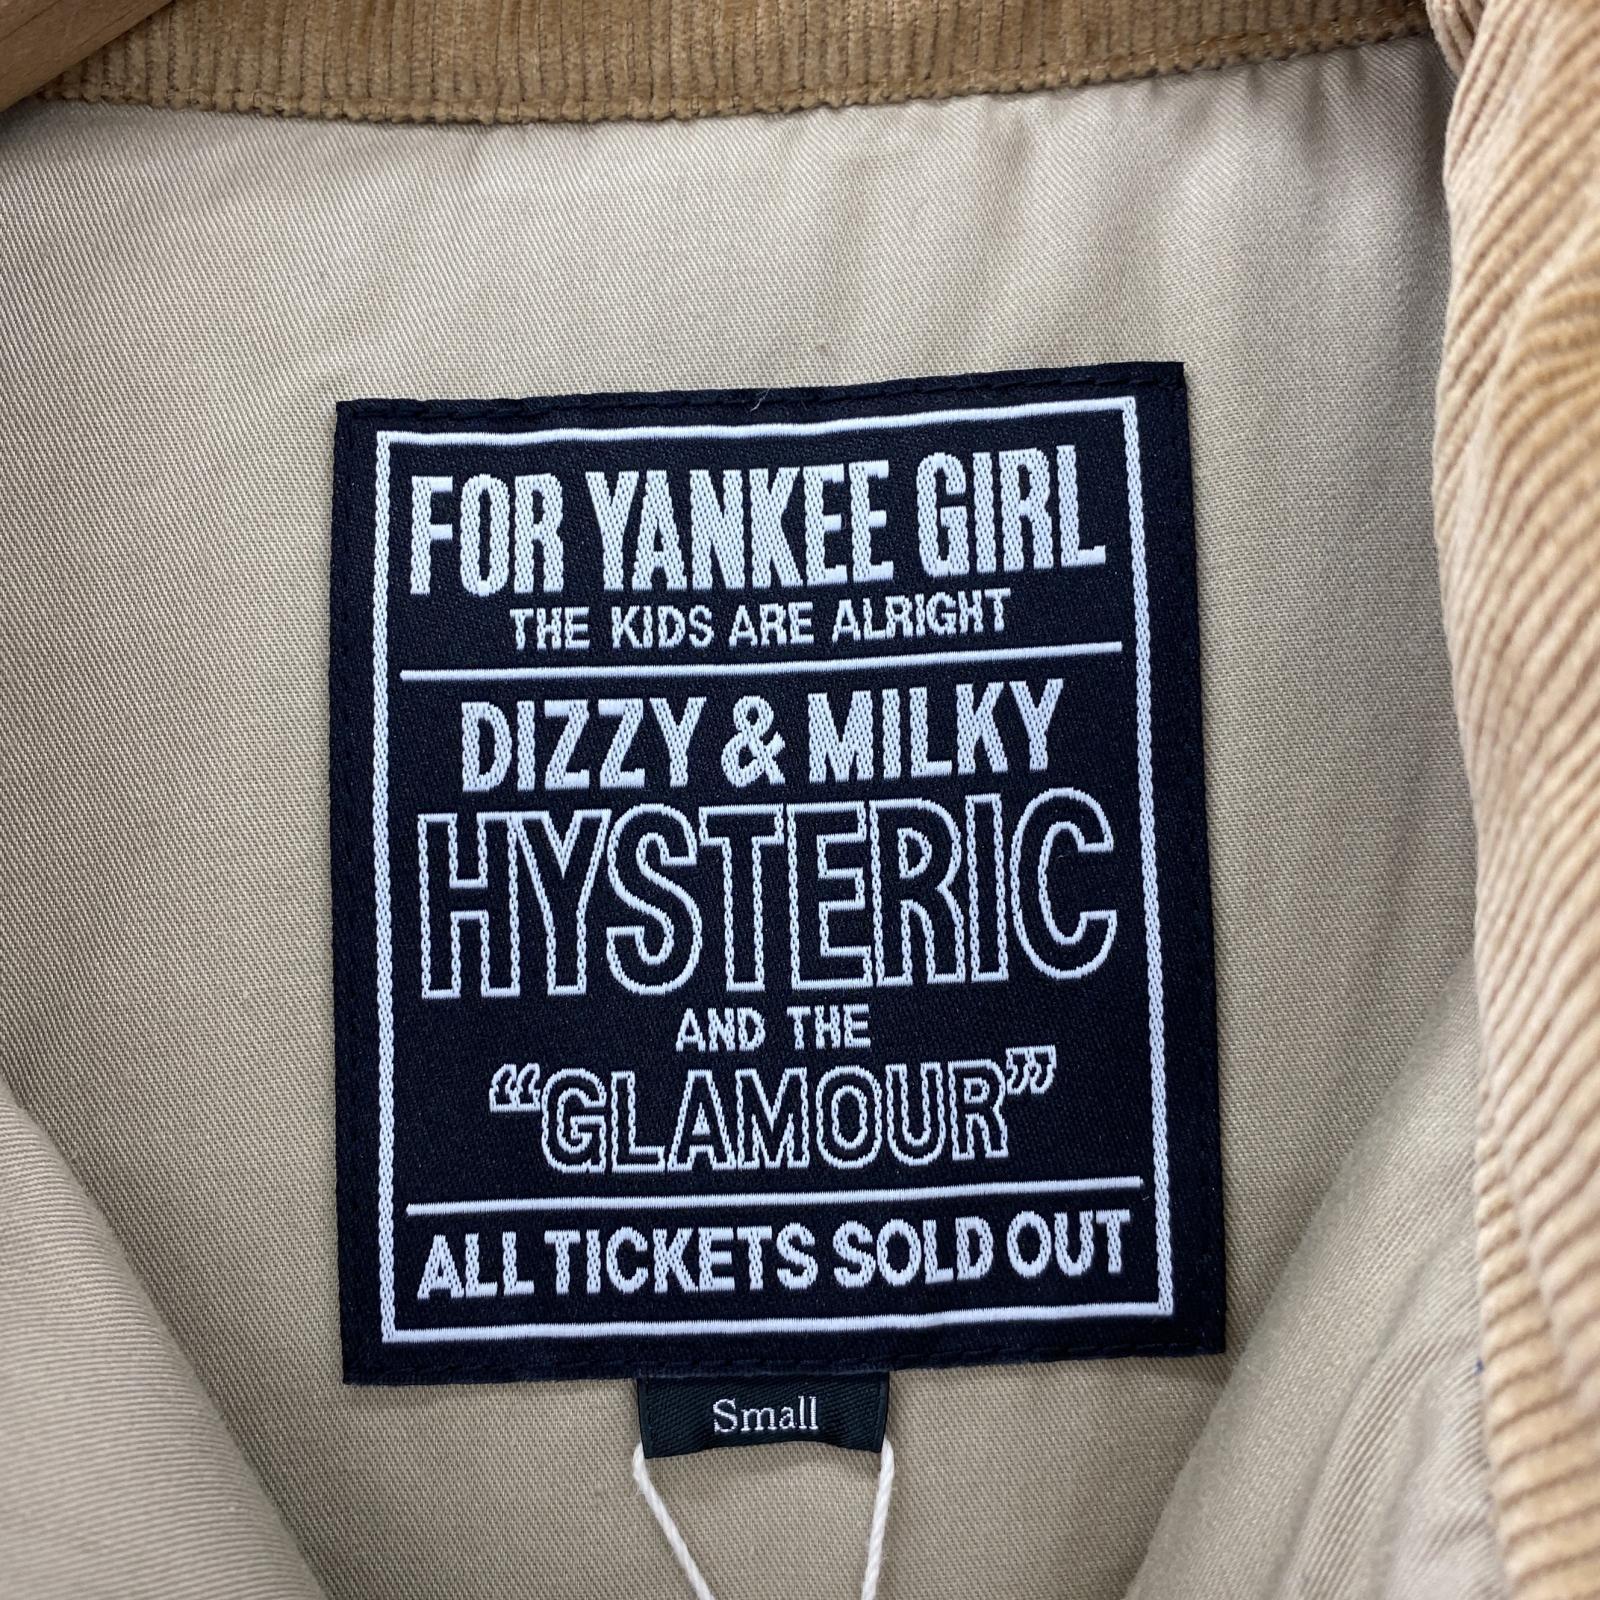 FOR YANKEE GIRL
THE KIDS ARE ALRIGHT
DIZZY & MILKY
HYSTERIC
AND THE
“GLAMOUR”
ALL TICKETS SOLD OUT
Small